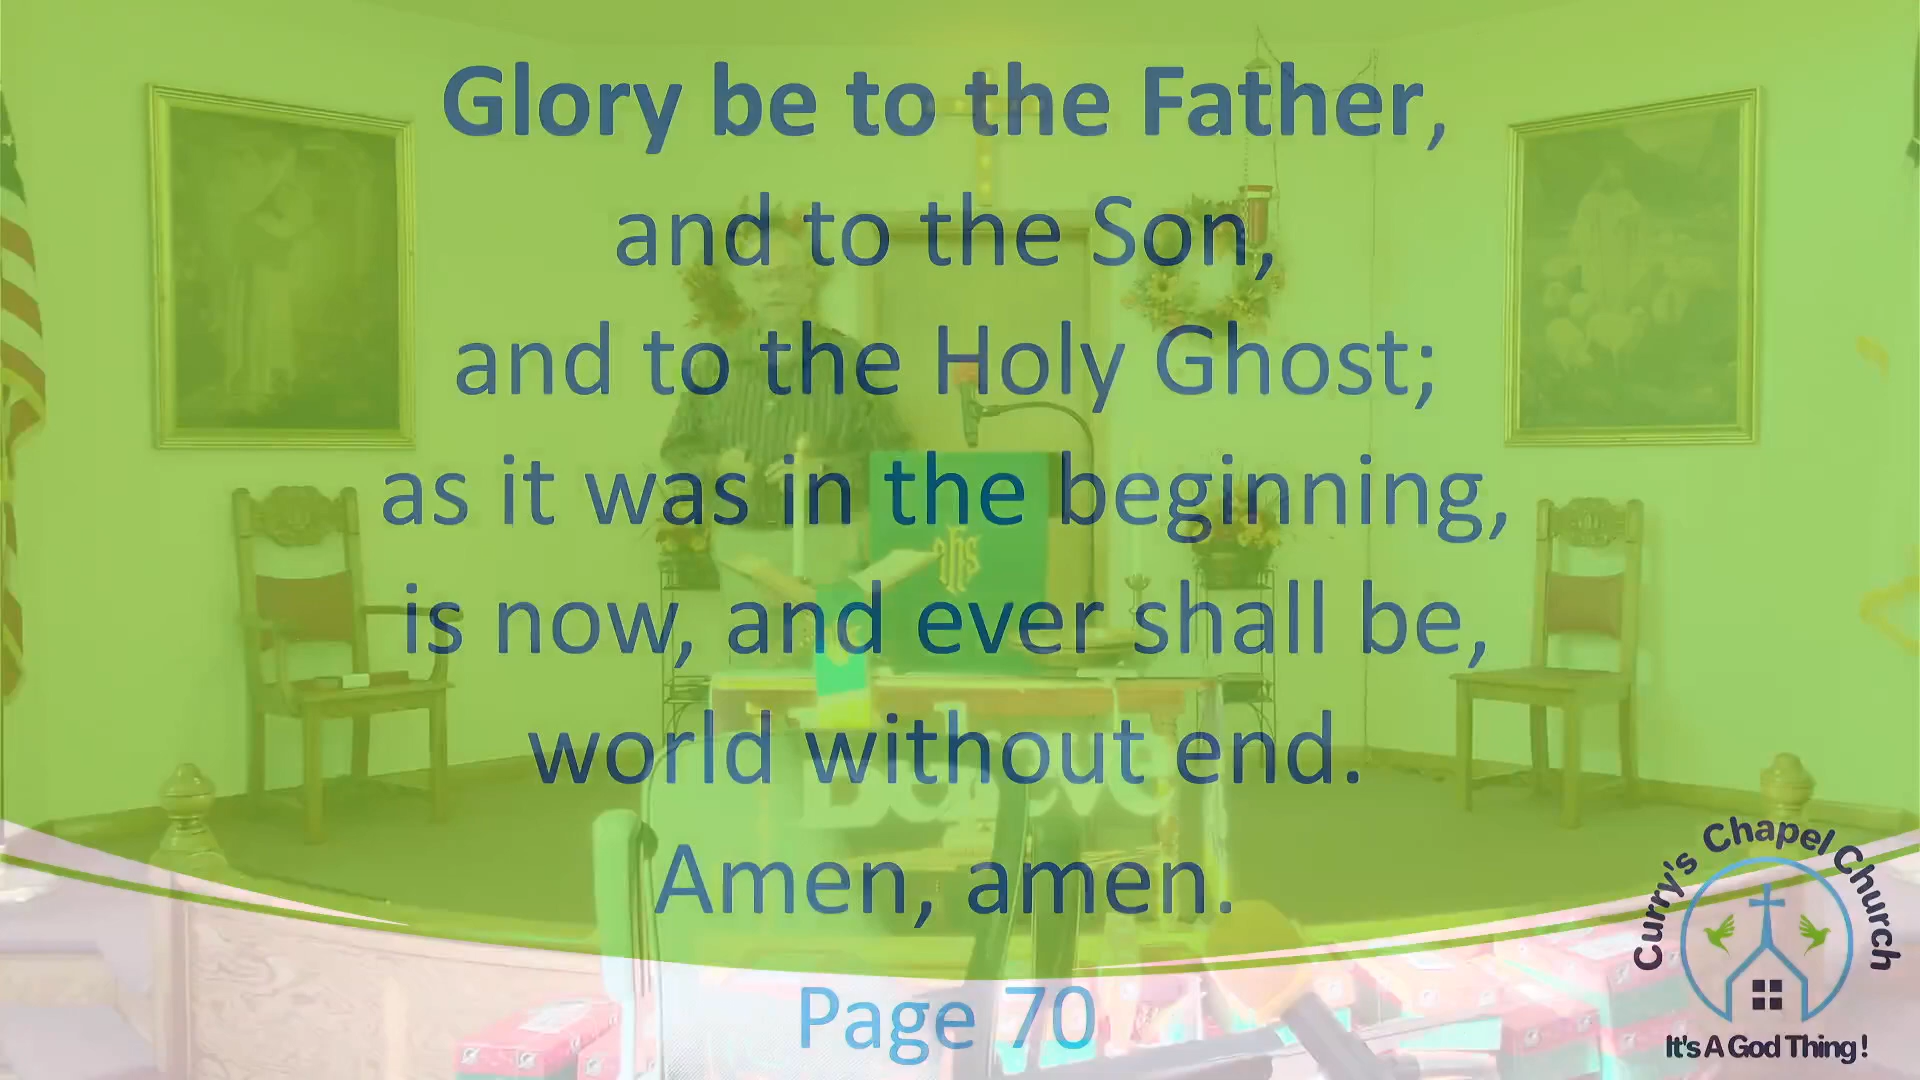 Glory be to the Father,
and to the Son,
and to the Holy Ghost;
as it was in the beginning,
is now, and ever shall be,
world without end.
Amen, amen.
Page 70
Curry's Chapel Church
It's A God Thing!
ihs